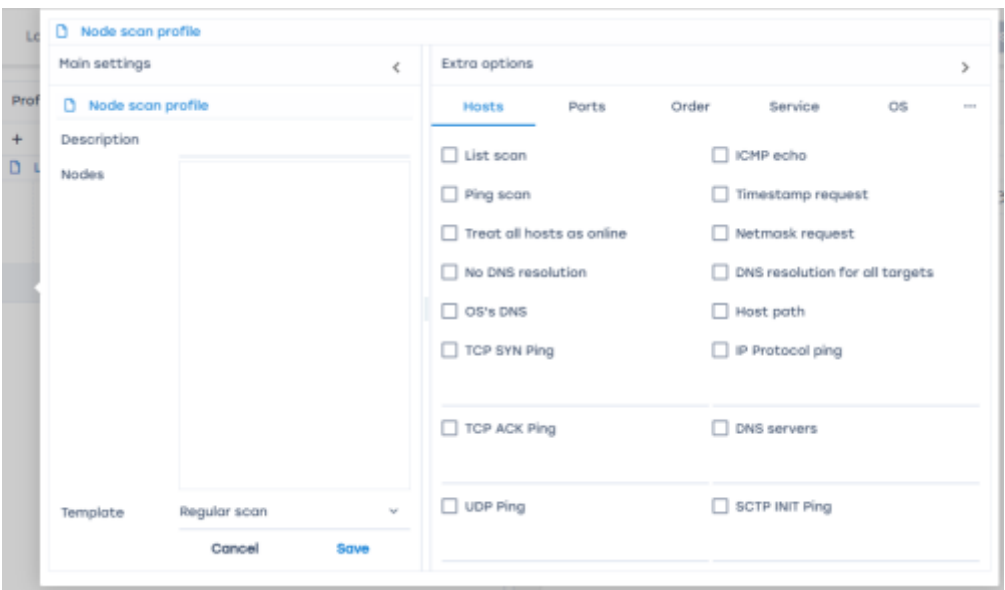 Node scan profile
Main settings
Extra options
Prof
Node scan profile
Hosts Ports Order Service OS ...
+
Description
Nodes
List scan
ICMP echo
Ping scan
Timestamp request
Treat all hosts as online
Netmask request
No DNS resolution
DNS resolution for all targets
OS's DNS
Host path
TCP SYN Ping
IP Protocol ping
TCP ACK Ping
DNS servers
UDP Ping
SCTP INIT Ping
Template Regular scan
Cancel Save